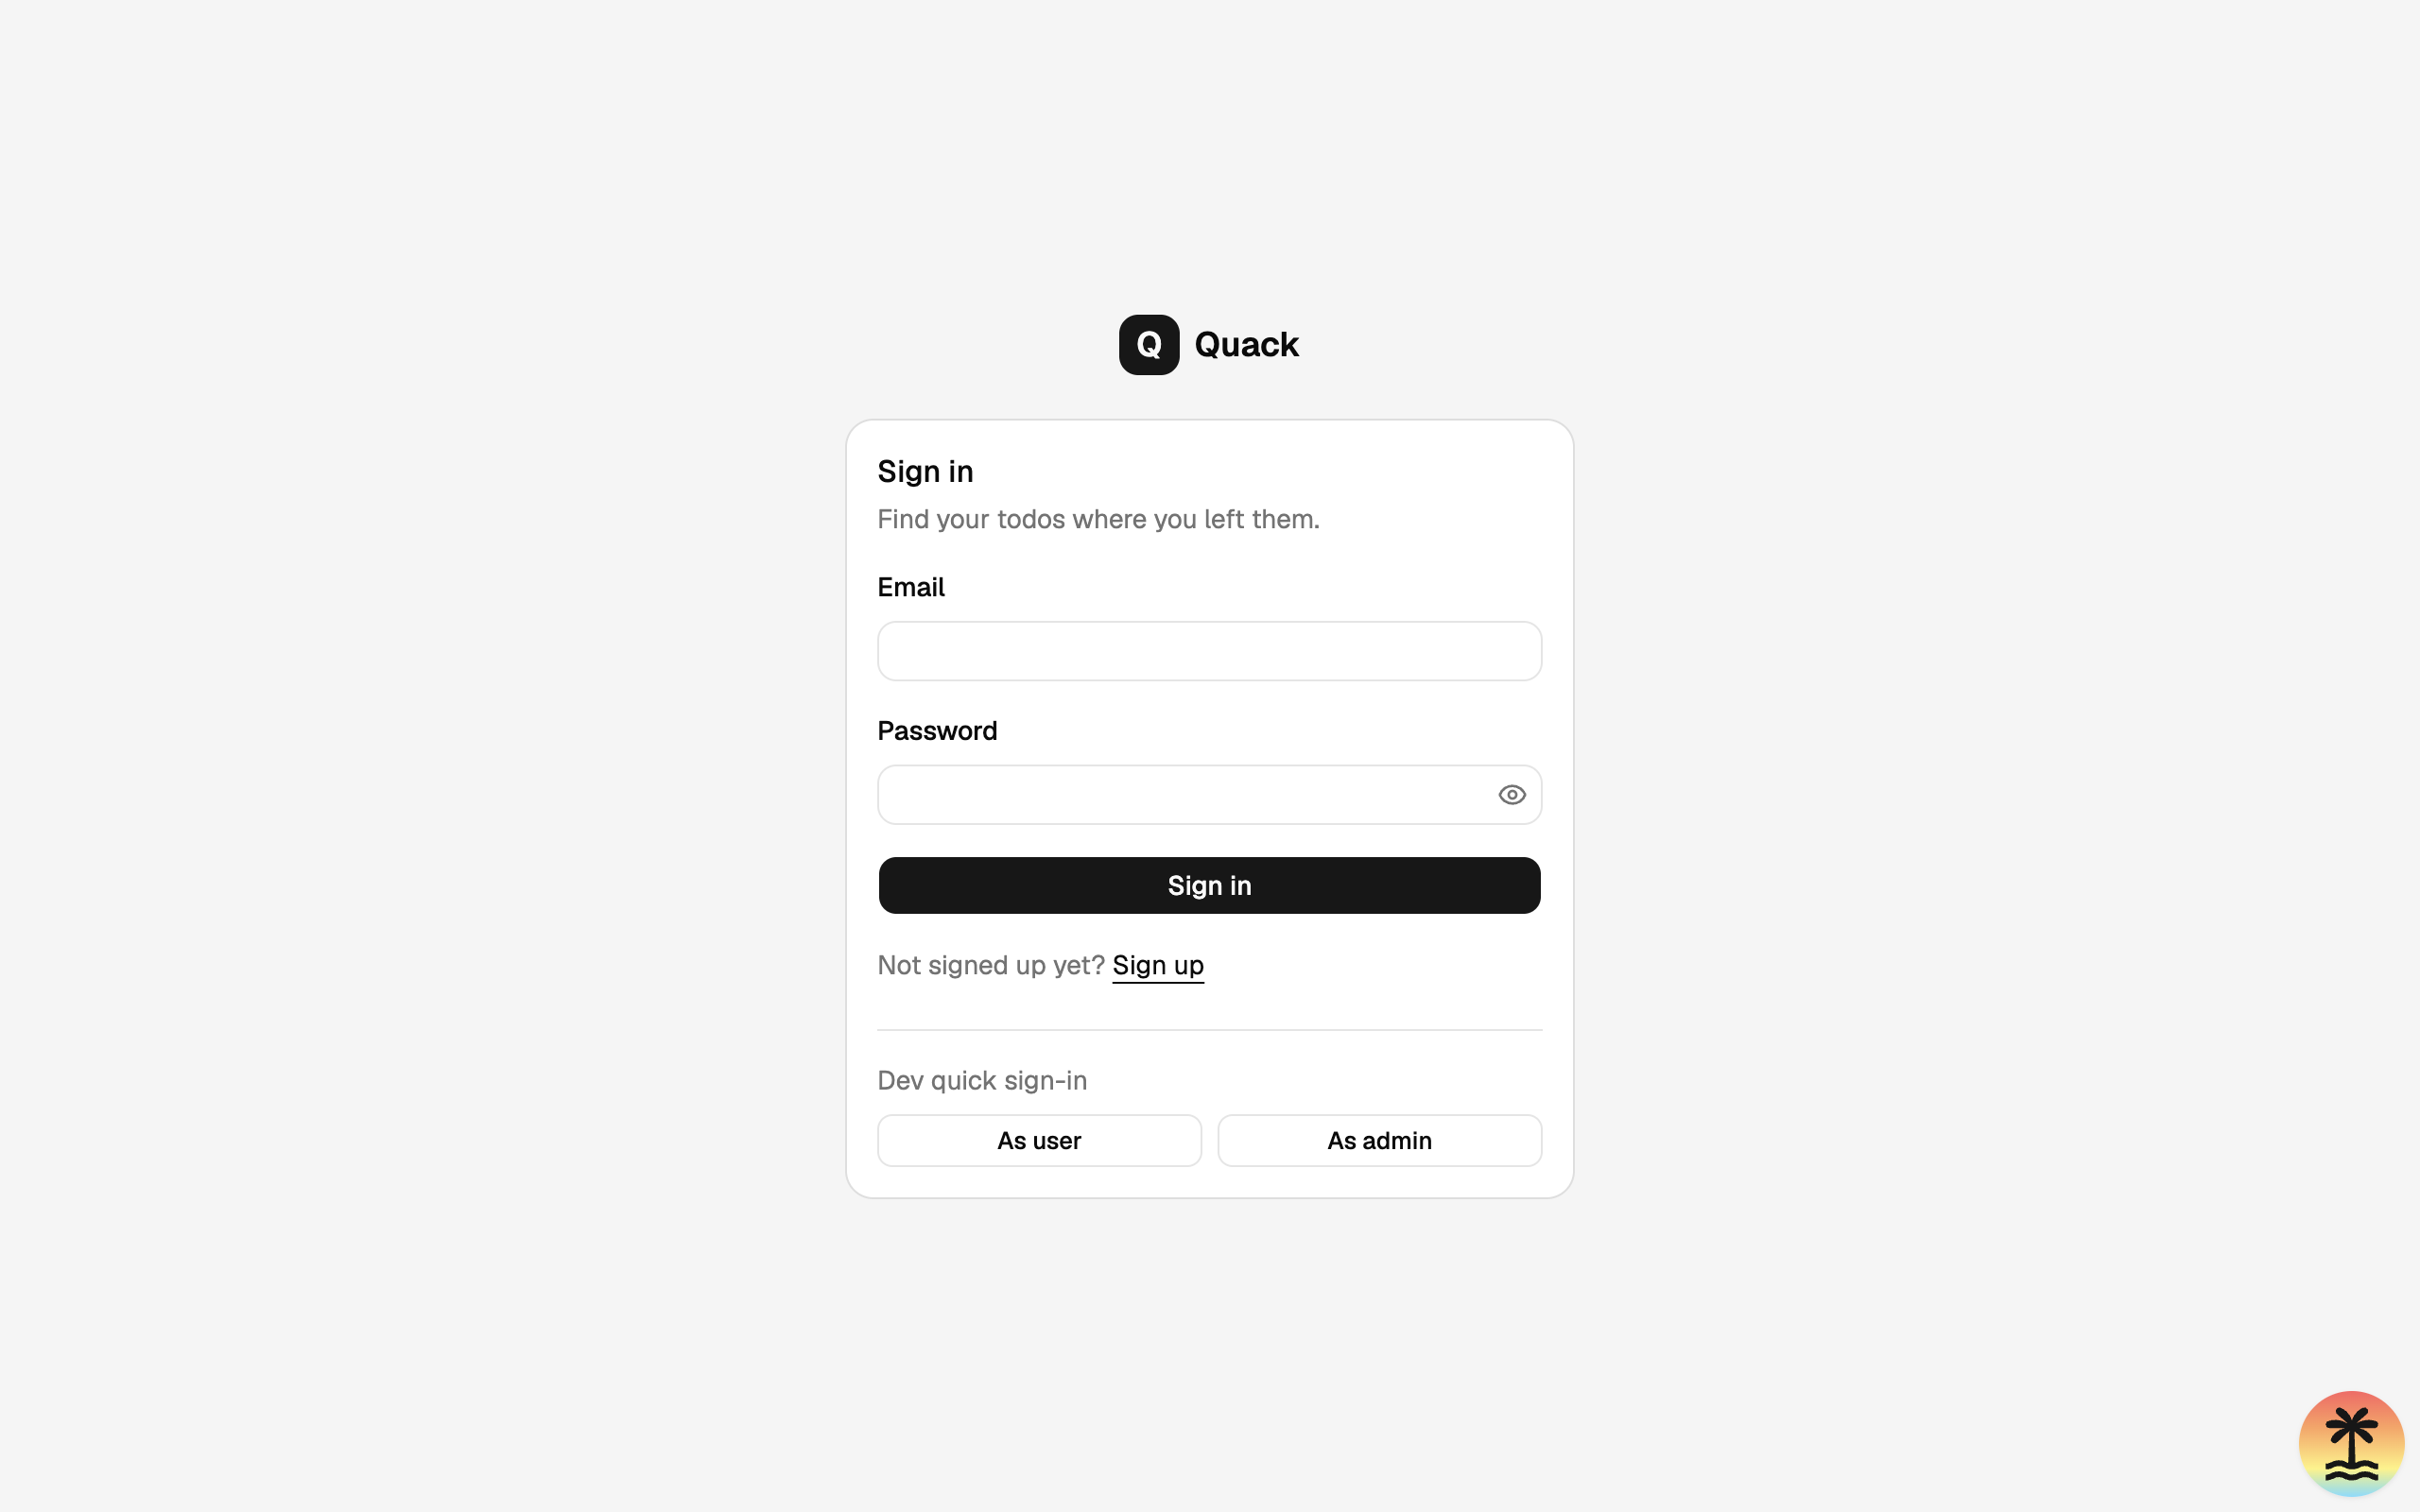 Q Quack
Sign in
Find your todos where you left them.
Email
Password
Sign in
Not signed up yet? Sign up
Dev quick sign-in
As user As admin